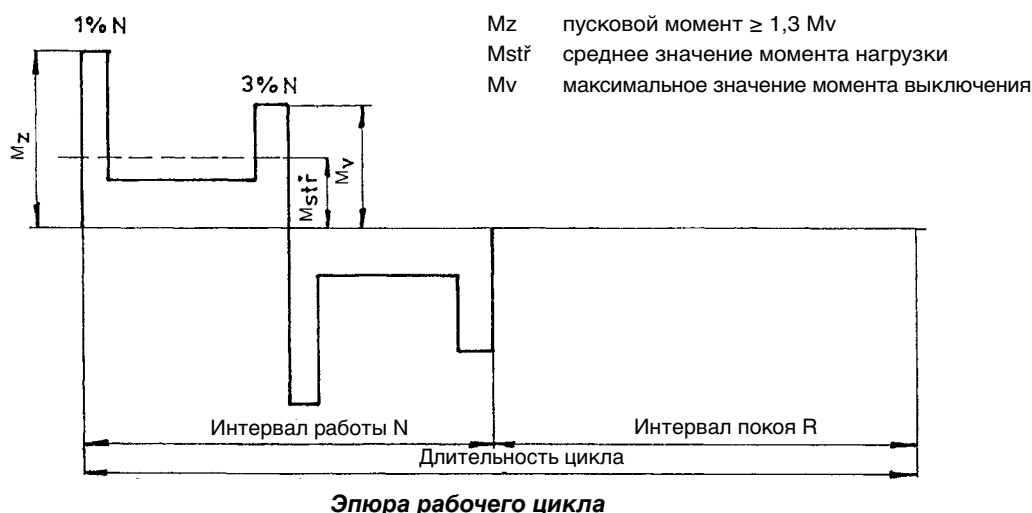 1% N
3% N
Mz пусковой момент ≥ 1,3 Mv
Mstř среднее значение момента нагрузки
Mv максимальное значение момента выключения
Mz
Mstř
Mv
Интервал работы N
Интервал покоя R
Длительность цикла
Эпюра рабочего цикла